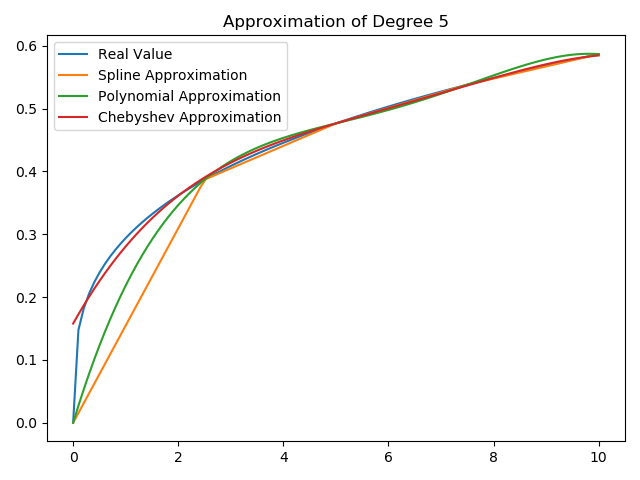 Approximation of Degree 5
Real Value
Spline Approximation
Polynomial Approximation
Chebyshev Approximation
0.6
0.5
0.4
0.3
0.2
0.1
0.0
0 2 4 6 8 10